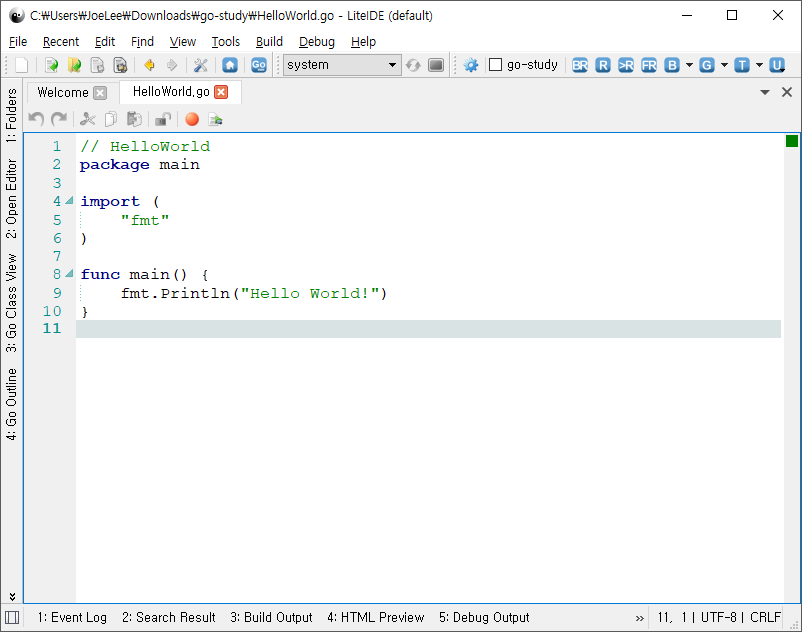 C:₩Users₩JoeLee₩Downloads₩go-study₩HelloWorld.go - LiteIDE (default)
File Recent Edit Find View Tools Build Debug Help
Go system go-study BR R >R FR B G T U
Welcome HelloWorld.go
1: Folders
2: Open Editor
3: Go Class View
4: Go Outline
1 // HelloWorld
2 package main
3
4 import (
5 "fmt"
6 )
7
8 func main() {
9 fmt.Println("Hello World!")
10 }
11
1: Event Log 2: Search Result 3: Build Output 4: HTML Preview 5: Debug Output » 11, 1 | UTF-8 | CRLF